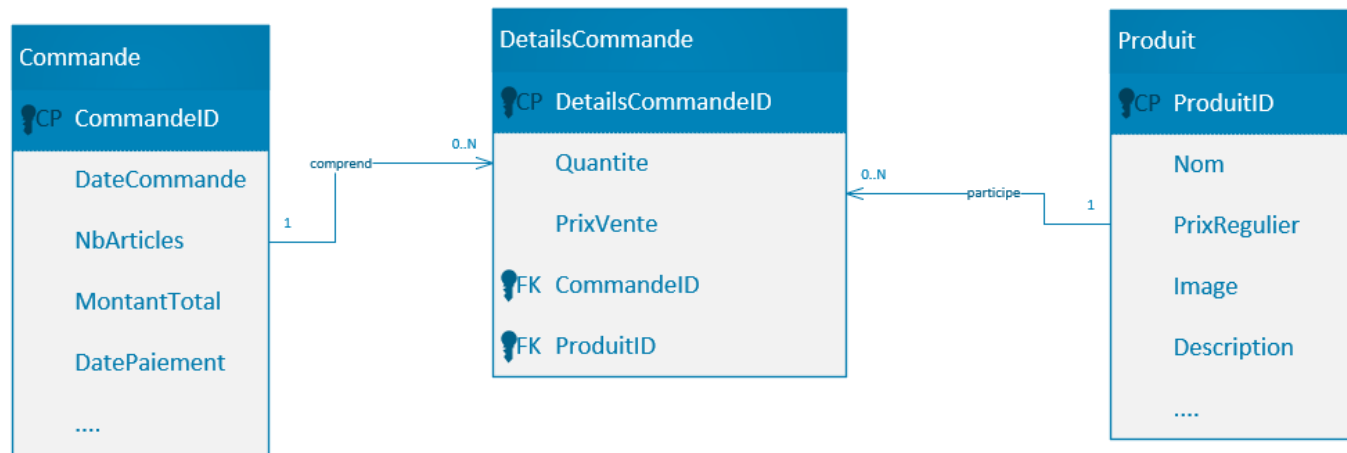 Commande
CP CommandeID
DateCommande
NbArticles
MontantTotal
DatePaiement
....
1
comprend
0..N
DetailsCommande
CP DetailsCommandeID
Quantite
PrixVente
FK CommandeID
FK ProduitID
0..N
participe
1
Produit
CP ProduitID
Nom
PrixRegulier
Image
Description
....